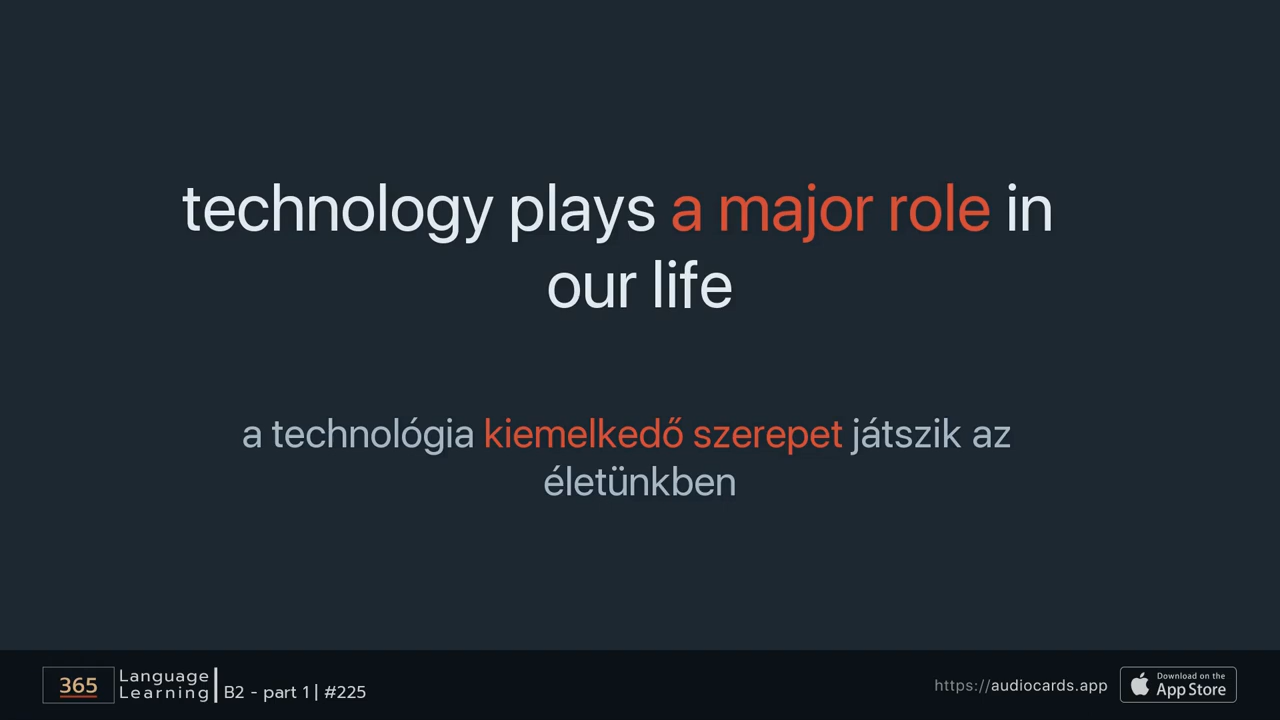 technology plays a major role in
our life
a technológia kiemelkedő szerepet játszik az
életünkben
365
Language
Learning
B2 - part 1 | #225
https://audiocards.app
Download on the
App Store